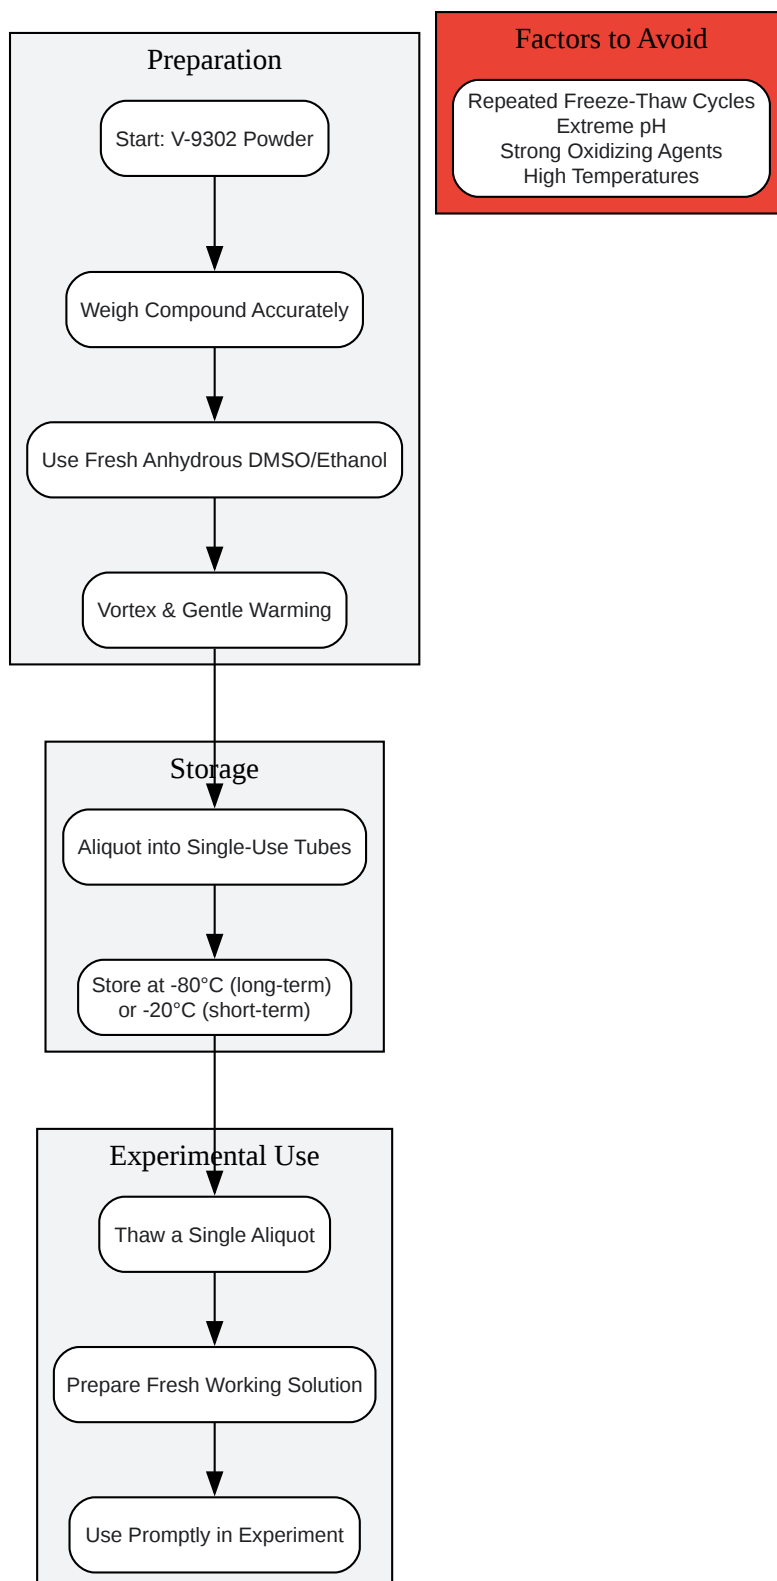 Preparation
Start: V-9302 Powder
Weigh Compound Accurately
Use Fresh Anhydrous DMSO/Ethanol
Vortex & Gentle Warming
Storage
Aliquot into Single-Use Tubes
Store at -80°C (long-term)
or -20°C (short-term)
Experimental Use
Thaw a Single Aliquot
Prepare Fresh Working Solution
Use Promptly in Experiment
Factors to Avoid
Repeated Freeze-Thaw Cycles
Extreme pH
Strong Oxidizing Agents
High Temperatures